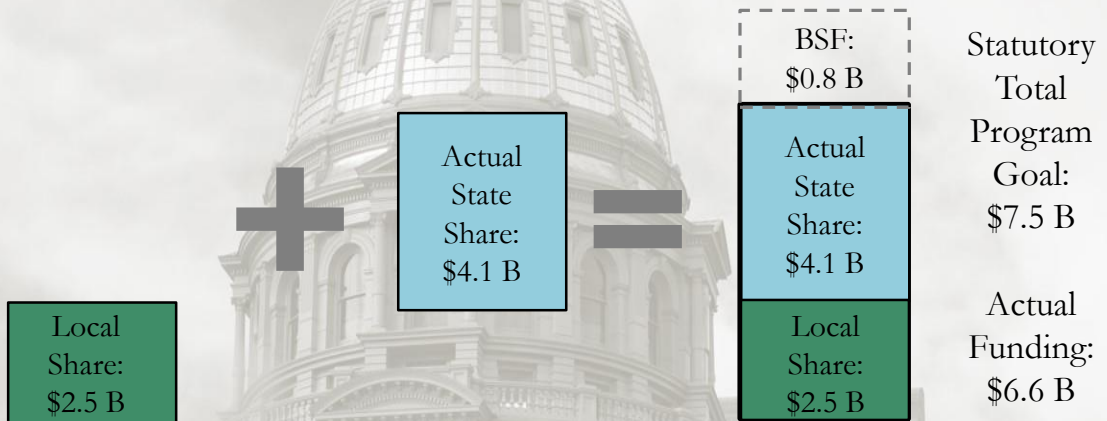 Local
Share:
$2.5 B
Actual
State
Share:
$4.1 B
BSF:
$0.8 B
Actual
State
Share:
$4.1 B
Local
Share:
$2.5 B
Statutory
Total
Program
Goal:
$7.5 B
Actual
Funding:
$6.6 B